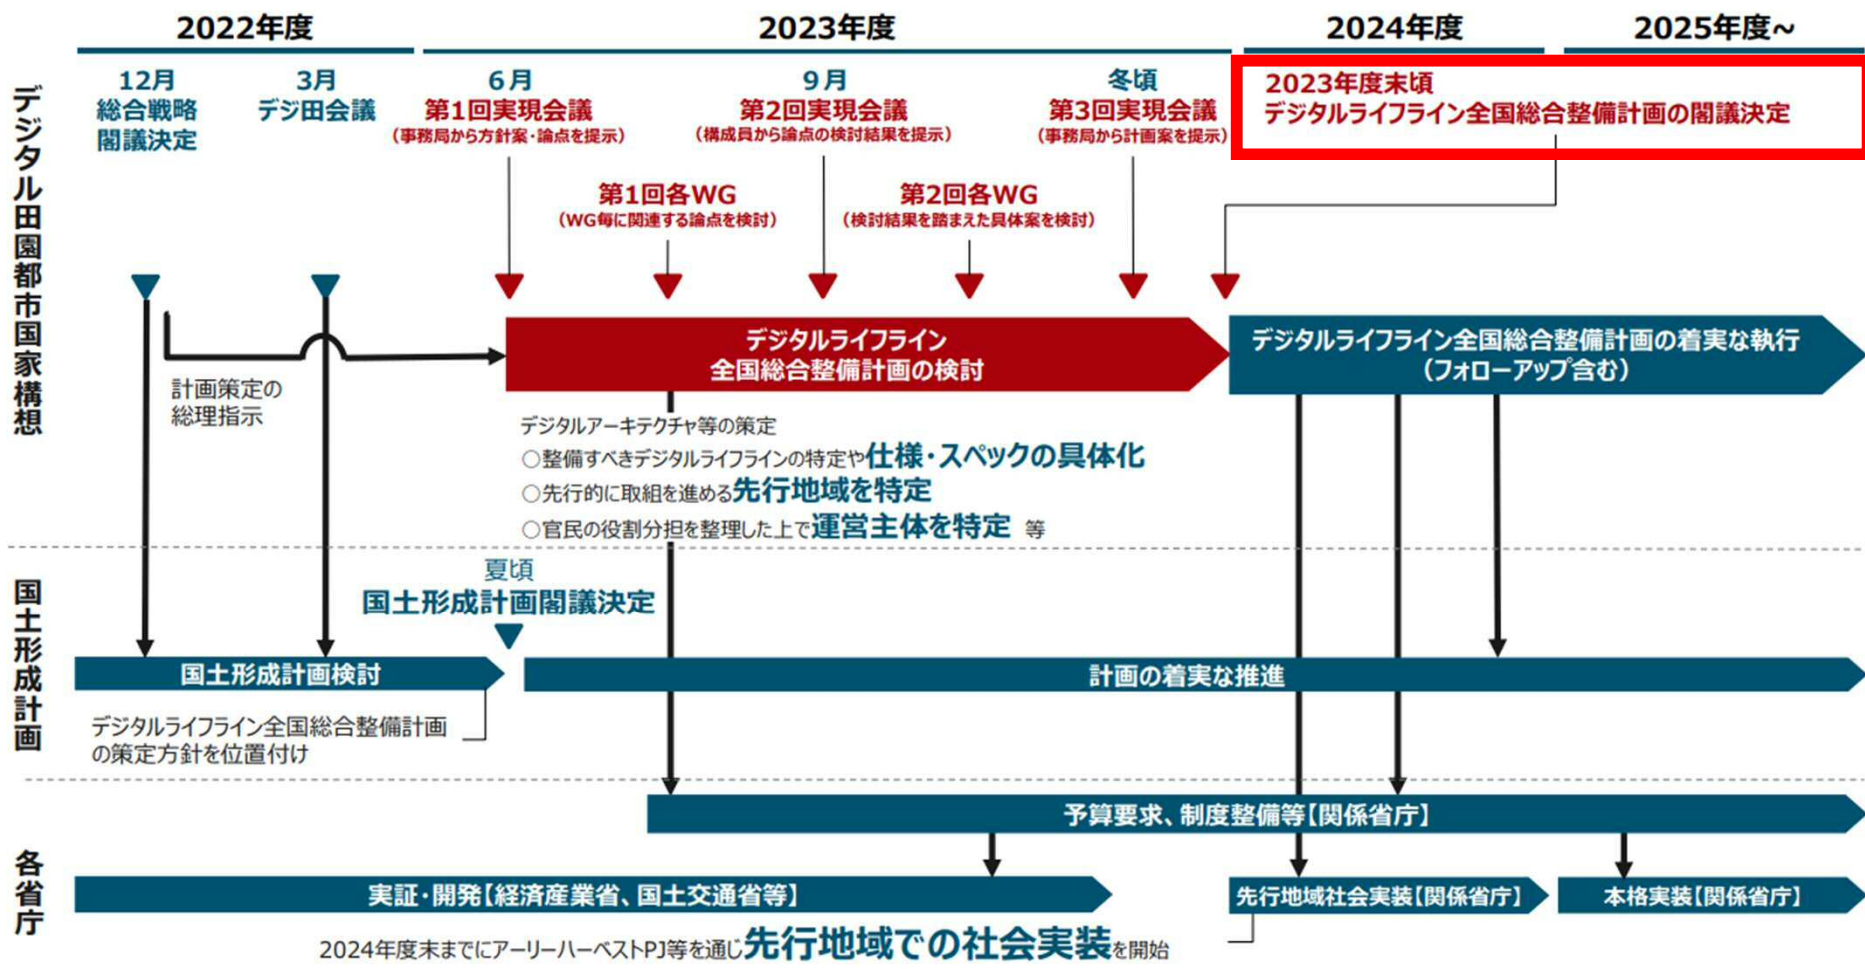 2022年度
2023年度
2024年度
2025年度~
デジタル田園都市国家構想
12月
総合戦略
閣議決定
3月
デジ田会議
6月
第1回実現会議
(事務局から方針案・論点を提示)
9月
第2回実現会議
(構成員から論点の検討結果を提示)
冬頃
第3回実現会議
(事務局から計画案を提示)
2023年度末頃
デジタルライフライン全国総合整備計画の閣議決定
第1回各WG
(WG毎に関連する論点を検討)
第2回各WG
(検討結果を踏まえた具体案を検討)
計画策定の
総理指示
デジタルライフライン
全国総合整備計画の検討
デジタルライフライン全国総合整備計画の着実な執行
(フォローアップ含む)
デジタルアーキテクチャ等の策定
○整備すべきデジタルライフラインの特定や仕様・スペックの具体化
○先行的に取組を進める先行地域を特定
○官民の役割分担を整理した上で運営主体を特定 等
国土形成計画
夏頃
国土形成計画閣議決定
国土形成計画検討
計画の着実な推進
デジタルライフライン全国総合整備計画
の策定方針を位置付け
各省庁
予算要求、制度整備等【関係省庁】
実証・開発【経済産業省、国土交通省等】
先行地域社会実装【関係省庁】
本格実装【関係省庁】
2024年度末までにアーリーハーベストPJ等を通じ先行地域での社会実装を開始